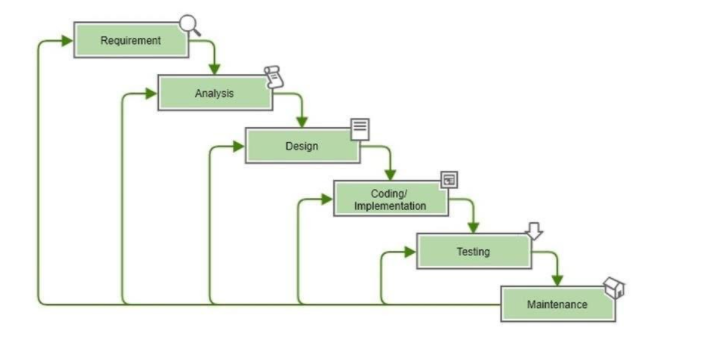 Requirement
Analysis
Design
Coding/
Implementation
Testing
Maintenance